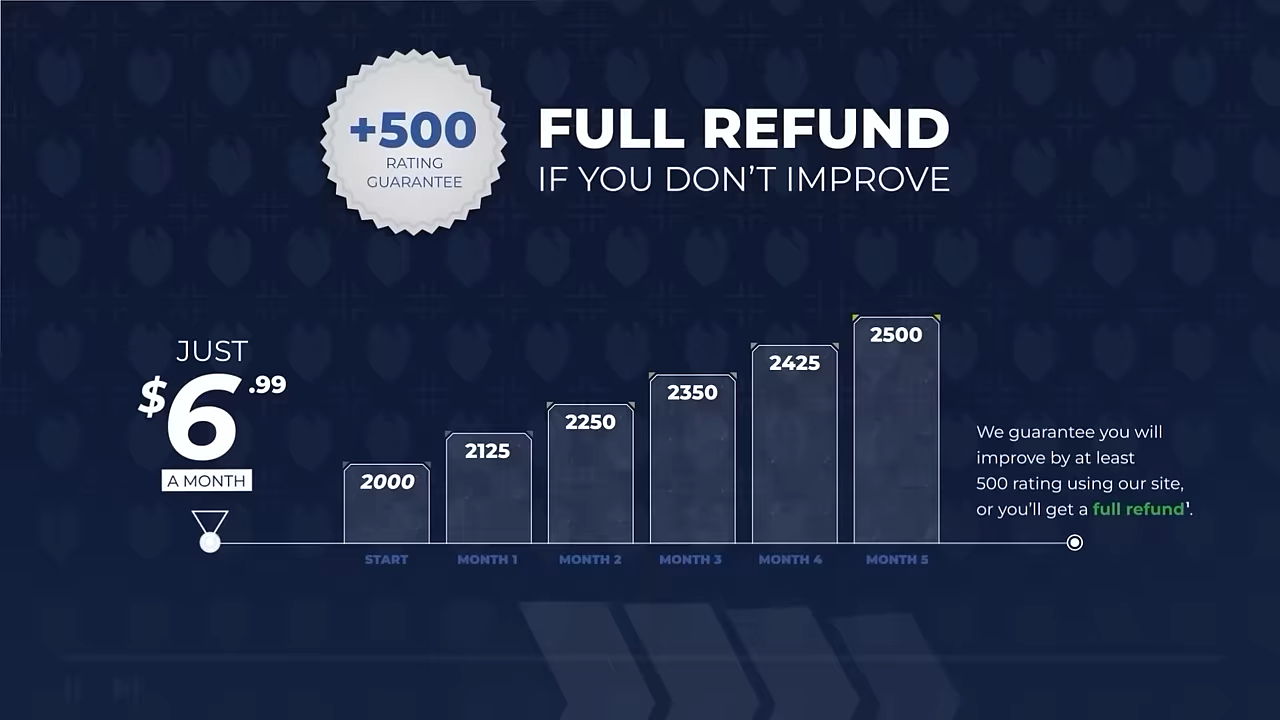 +500
RATING
GUARANTEE
FULL REFUND
IF YOU DON'T IMPROVE
JUST
$6.99
A MONTH
2000
2125
2250
2350
2425
2500
START
MONTH 1
MONTH 2
MONTH 3
MONTH 4
MONTH 5
We guarantee you will
improve by at least
500 rating using our site,
or you'll get a full refund¹.